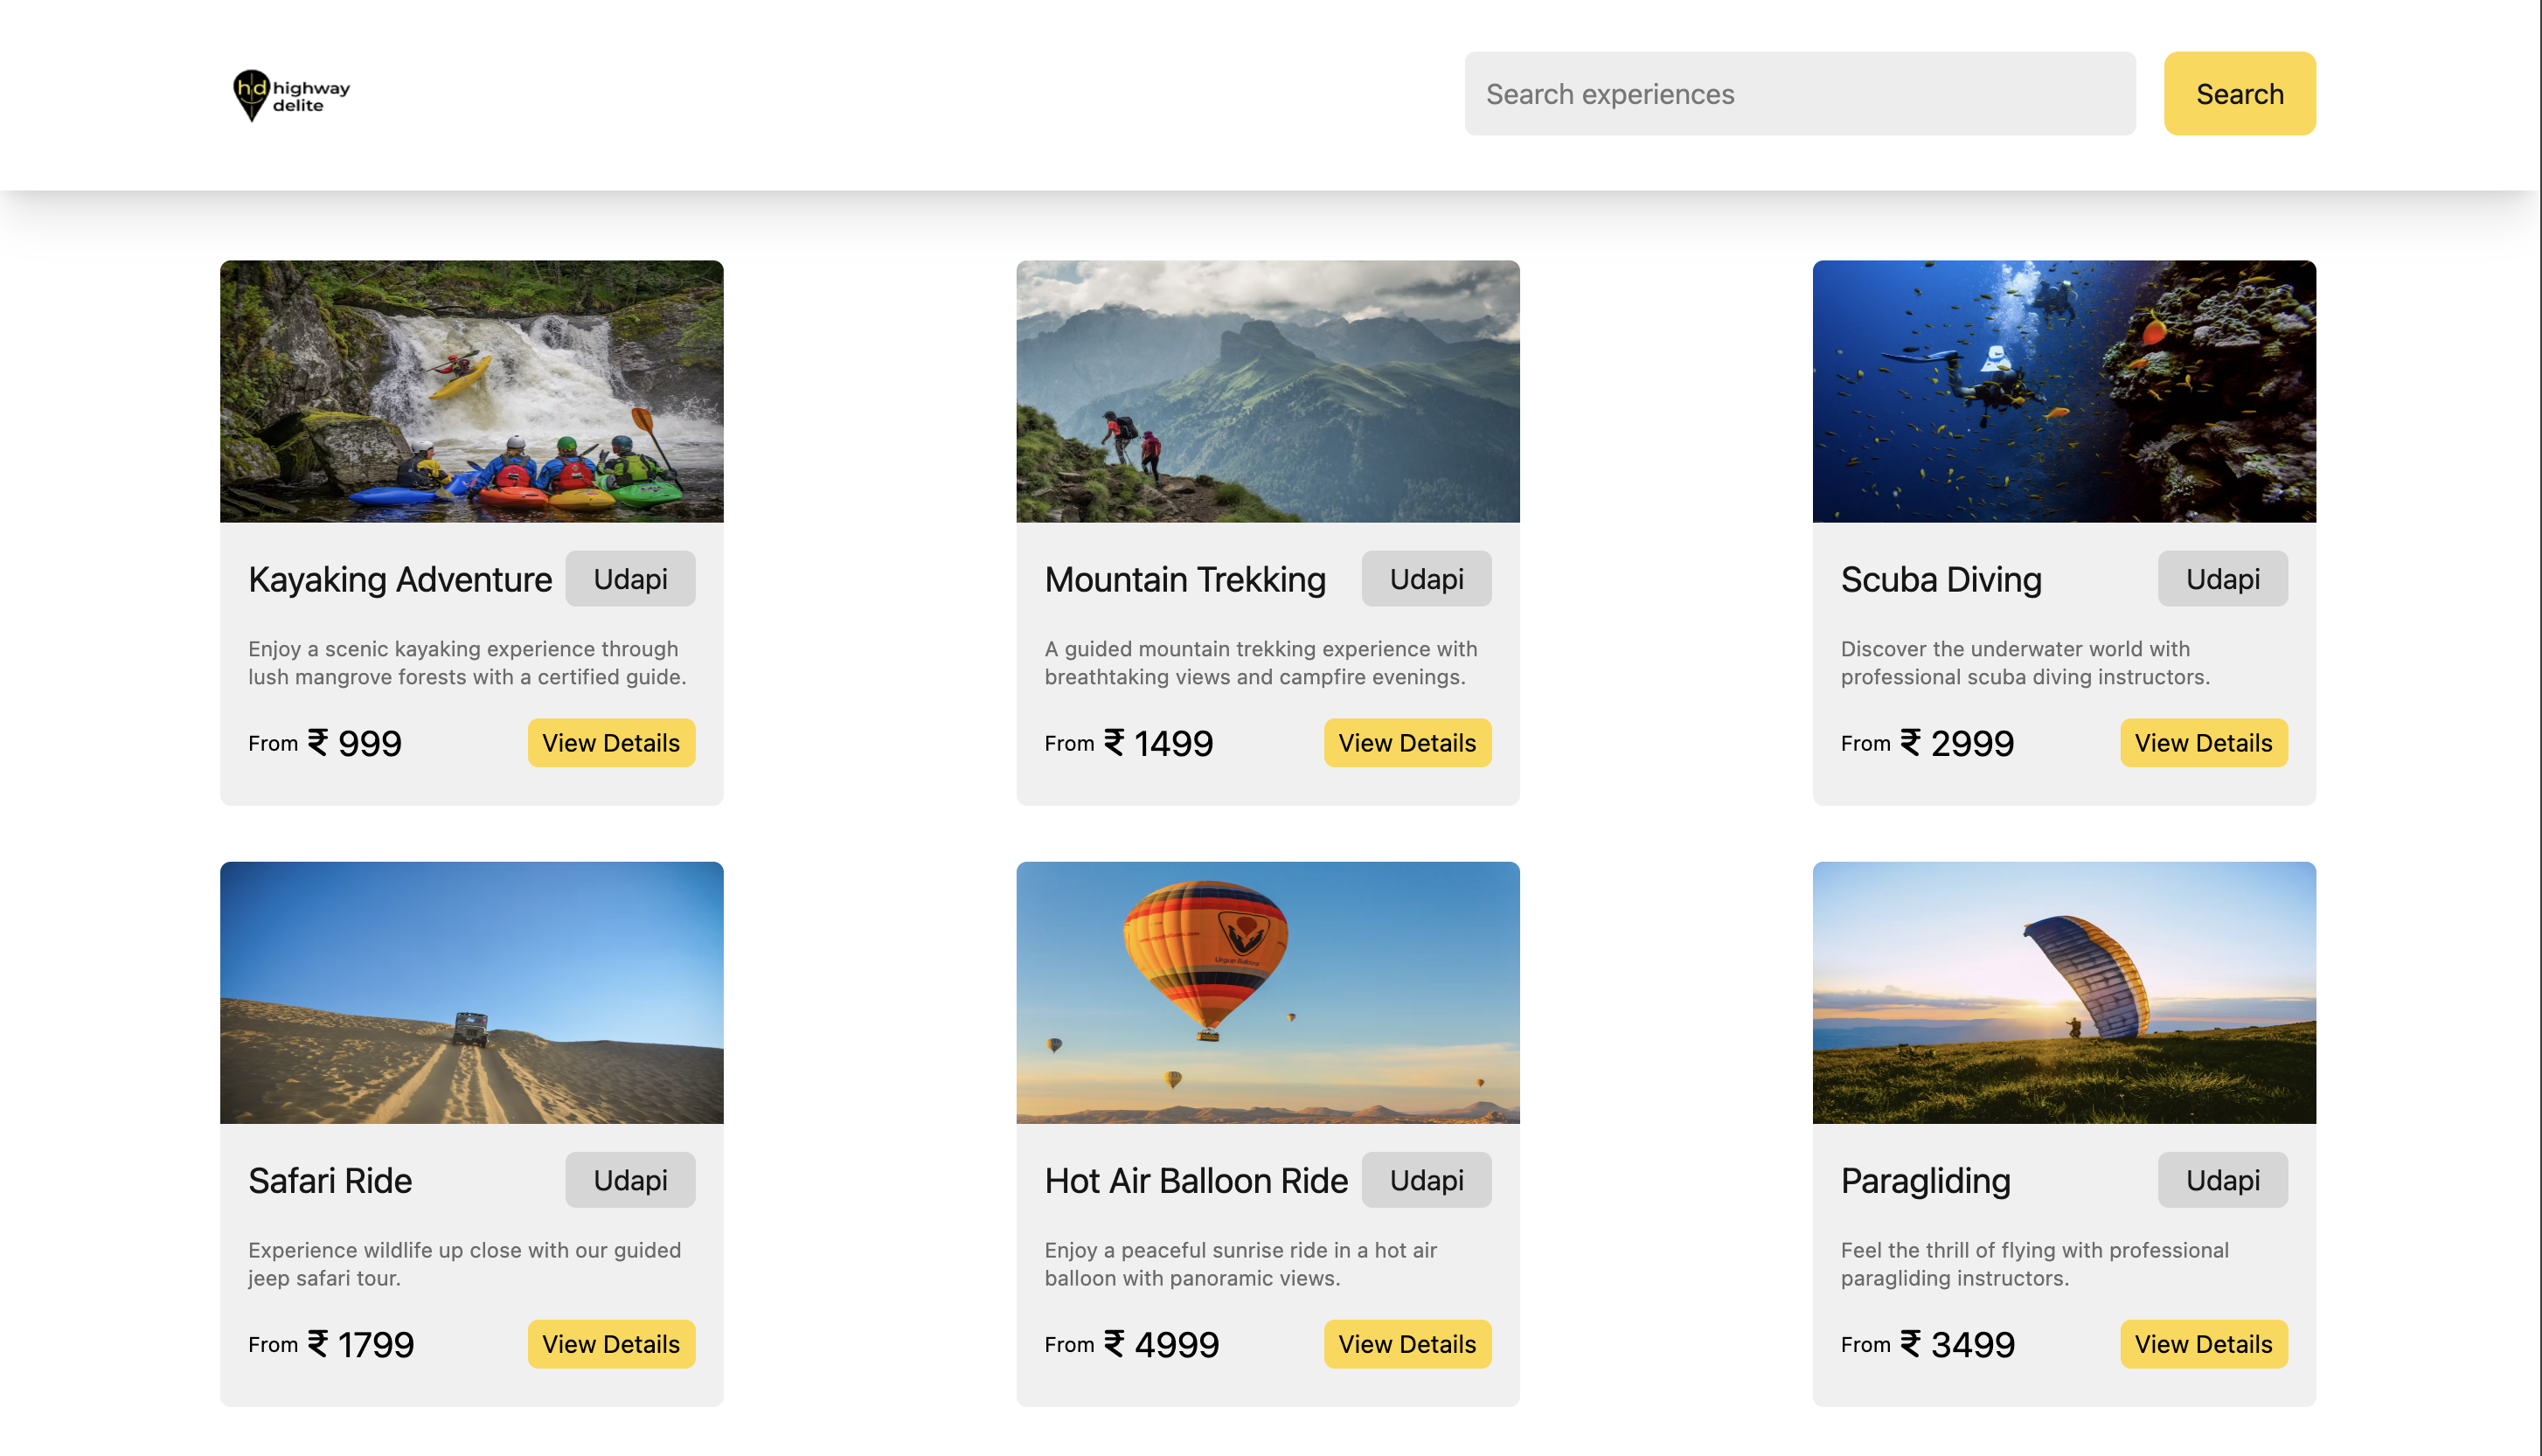 hd highway
delite
Search experiences
Search
Kayaking Adventure
Udapi
Enjoy a scenic kayaking experience through
lush mangrove forests with a certified guide.
From ₹ 999
View Details
Mountain Trekking
Udapi
A guided mountain trekking experience with
breathtaking views and campfire evenings.
From ₹ 1499
View Details
Scuba Diving
Udapi
Discover the underwater world with
professional scuba diving instructors.
From ₹ 2999
View Details
Safari Ride
Udapi
Experience wildlife up close with our guided
jeep safari tour.
From ₹ 1799
View Details
Urgup Balloons
Hot Air Balloon Ride
Udapi
Enjoy a peaceful sunrise ride in a hot air
balloon with panoramic views.
From ₹ 4999
View Details
Paragliding
Udapi
Feel the thrill of flying with professional
paragliding instructors.
From ₹ 3499
View Details